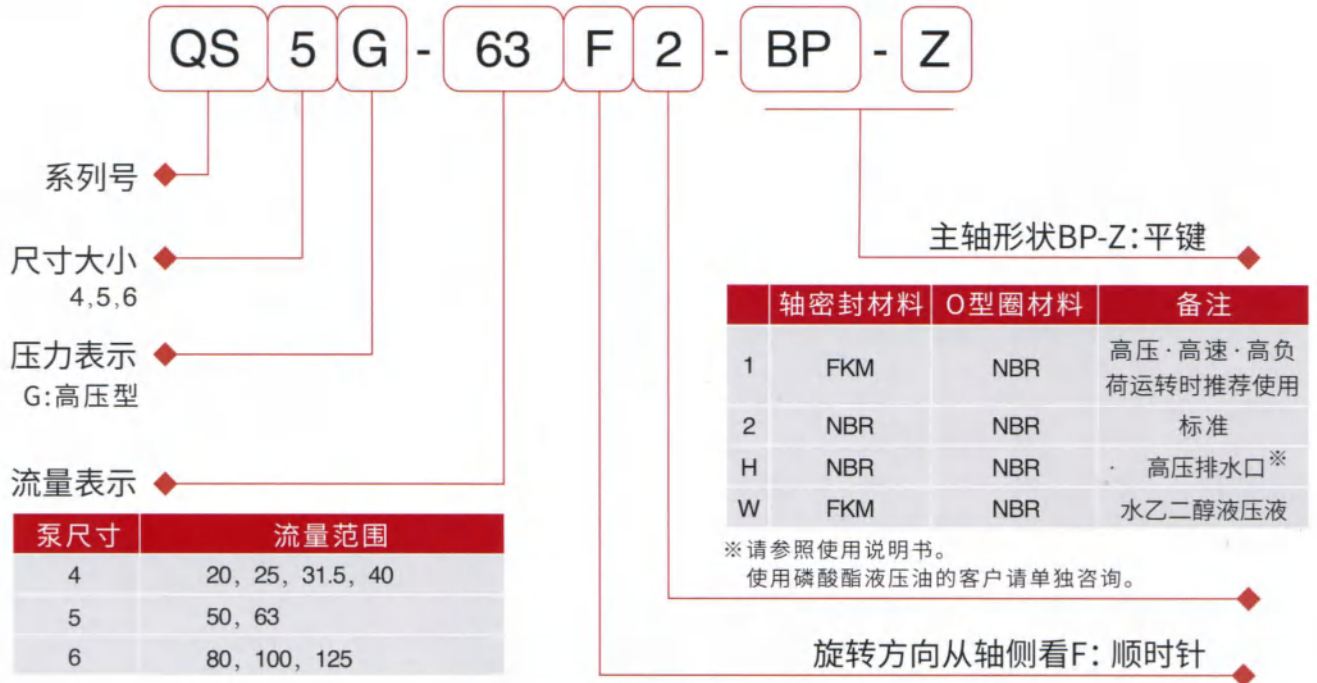 QS 5 G - 63 F 2 - BP - Z
系列号
尺寸大小
4,5,6
压力表示
G:高压型
流量表示
泵尺寸 流量范围
4 20, 25, 31.5, 40
5 50, 63
6 80, 100, 125
主轴形状BP-Z:平键
轴密封材料 O型圈材料 备注
1 FKM NBR 高压·高速·高负
荷运转时推荐使用
2 NBR NBR 标准
H NBR NBR · 高压排水口※
W FKM NBR 水乙二醇液压液
※请参照使用说明书。
使用磷酸酯液压油的客户请单独咨询。
旋转方向从轴侧看F: 顺时针